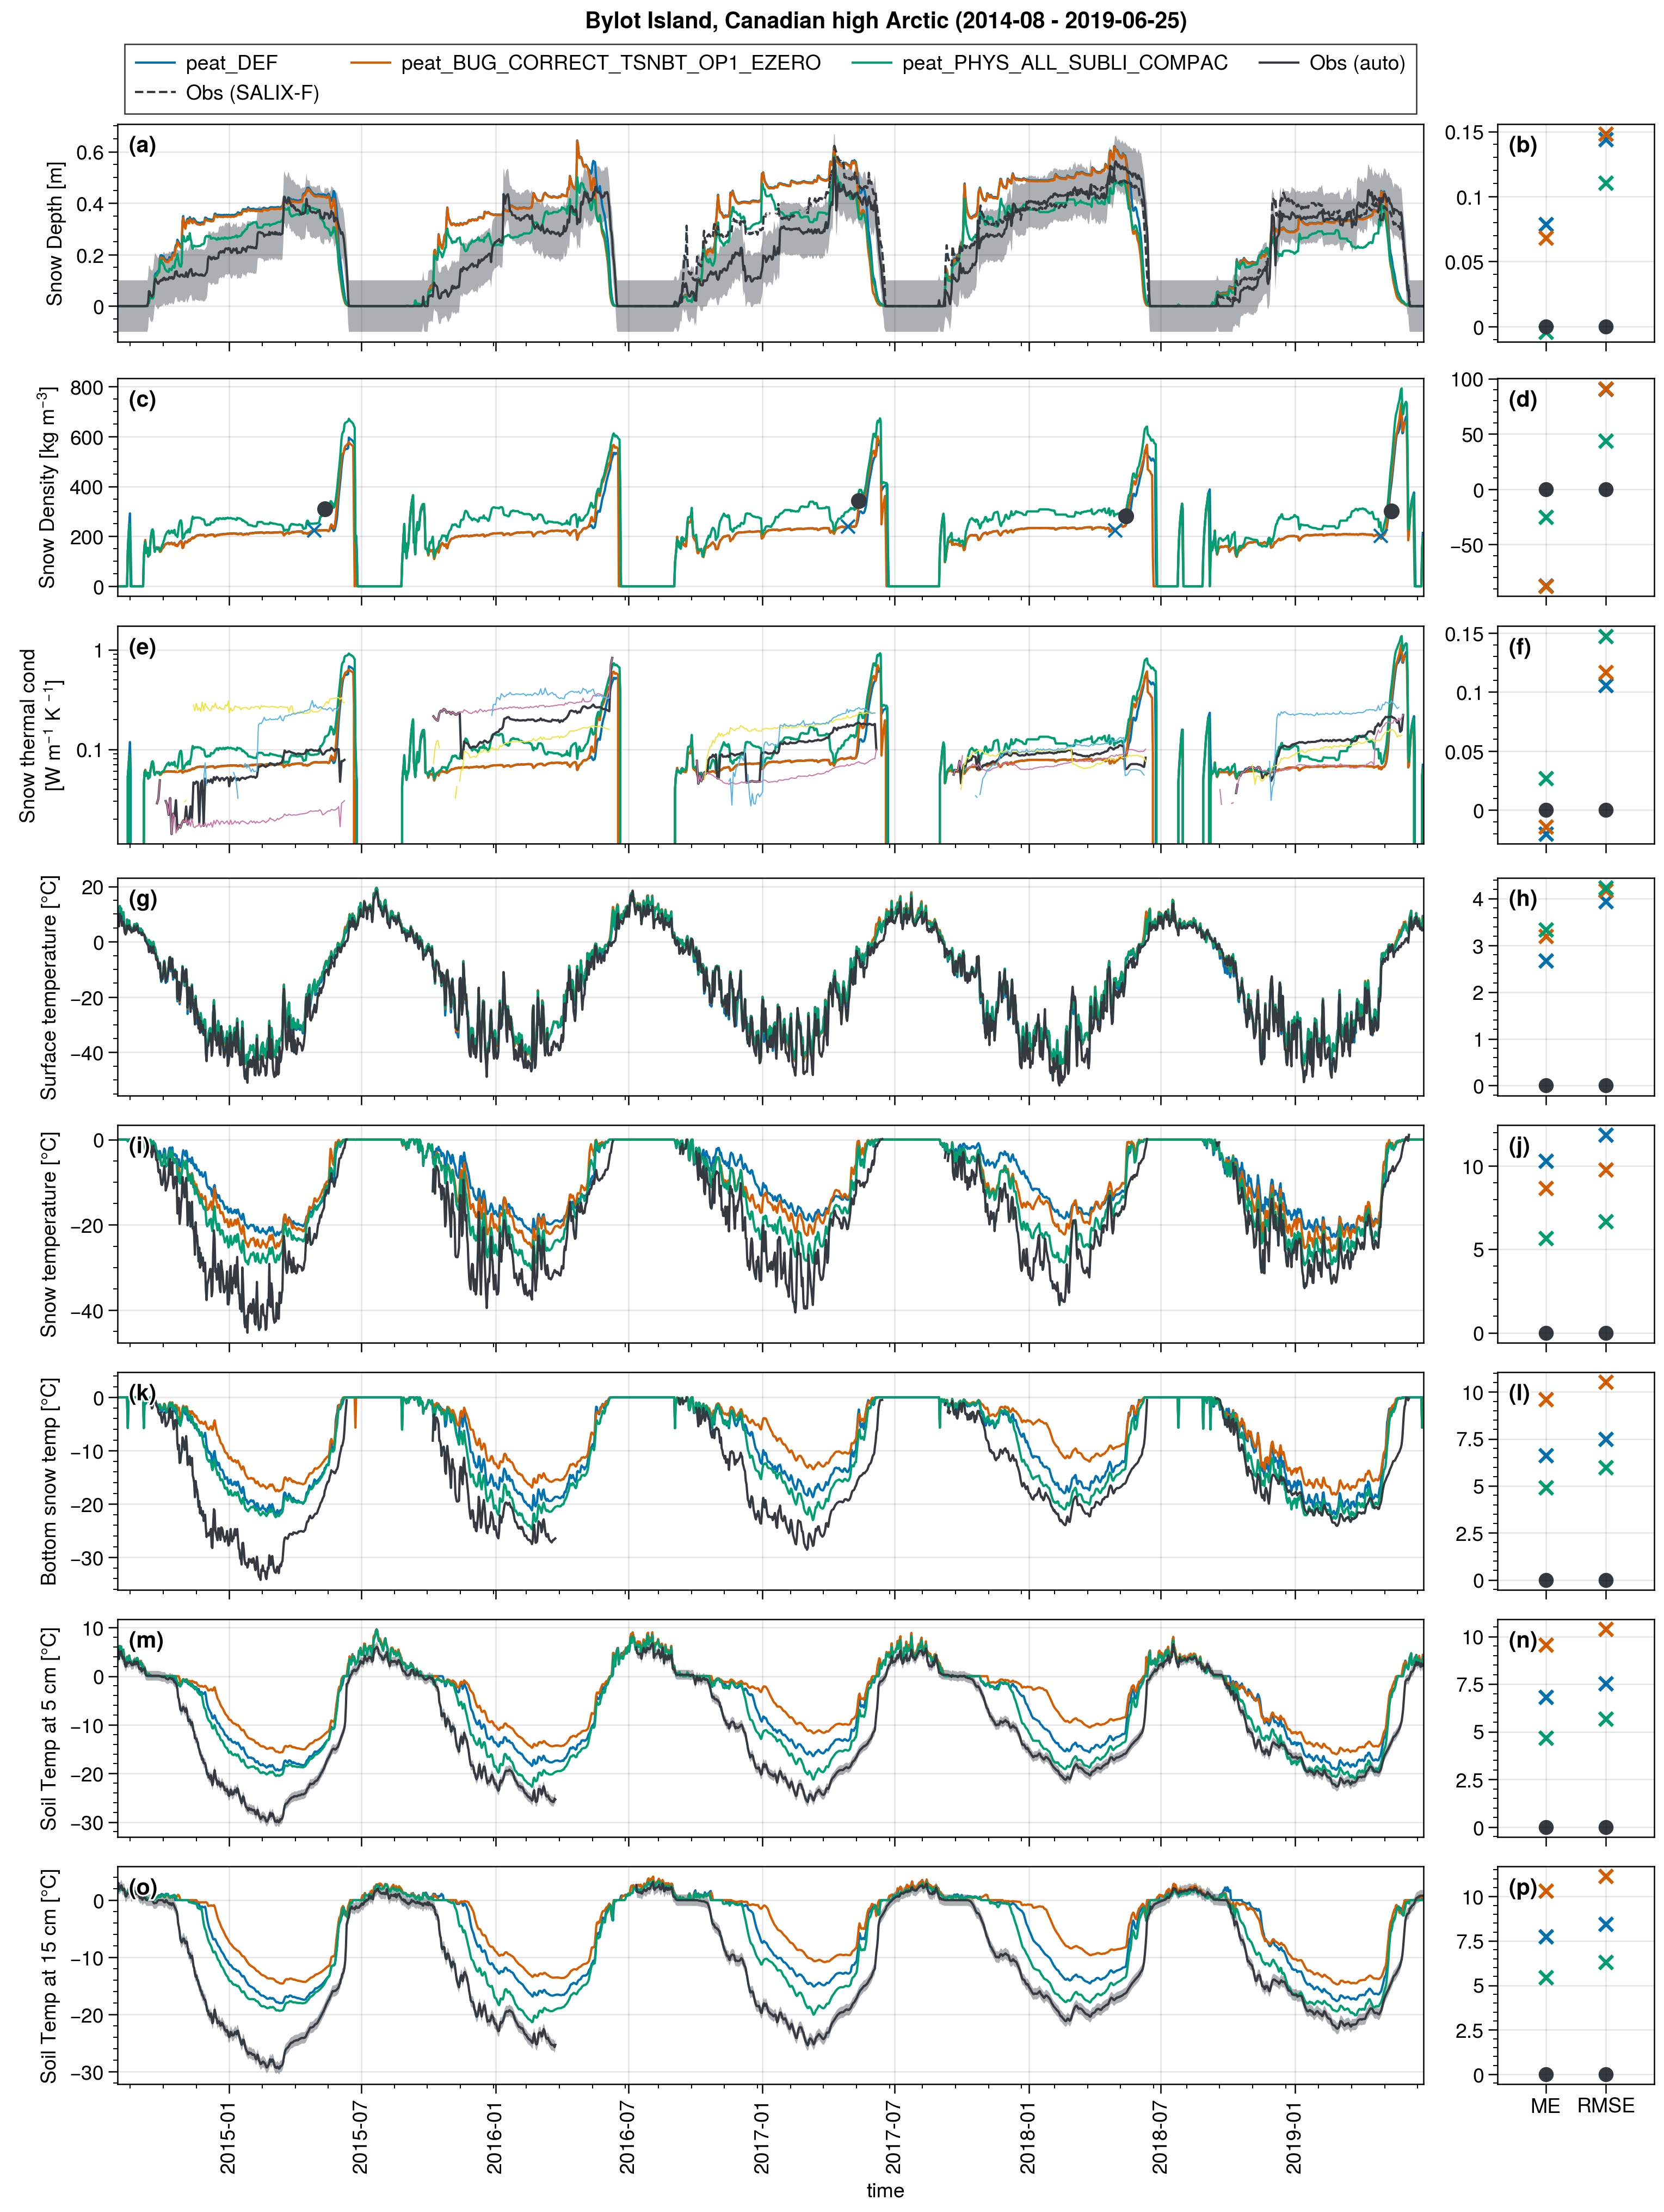 Bylot Island, Canadian high Arctic (2014-08 - 2019-06-25)
peat_DEF peat_BUG_CORRECT_TSNBT_OP1_EZERO peat_PHYS_ALL_SUBLI_COMPAC Obs (auto)
Obs (SALIX-F)
Snow Depth [m]
(a)
0.6
0.4
0.2
0
(b)
0.15
0.1
0.05
0
Snow Density [kg m⁻³]
(c)
800
600
400
200
0
(d)
100
50
0
−50
Snow thermal cond
[W m⁻¹ K⁻¹]
(e)
1
0.1
(f)
0.15
0.1
0.05
0
Surface temperature [°C]
(g)
20
0
−20
−40
(h)
4
3
2
1
0
Snow temperature [°C]
(i)
0
−20
−40
(j)
10
5
0
Bottom snow temp [°C]
(k)
0
−10
−20
−30
(l)
10
7.5
5
2.5
0
Soil Temp at 5 cm [°C]
(m)
10
0
−10
−20
−30
(n)
10
7.5
5
2.5
0
Soil Temp at 15 cm [°C]
(o)
0
−10
−20
−30
(p)
10
7.5
5
2.5
0
ME RMSE
2015-01
2015-07
2016-01
2016-07
2017-01
2017-07
2018-01
2018-07
2019-01
time